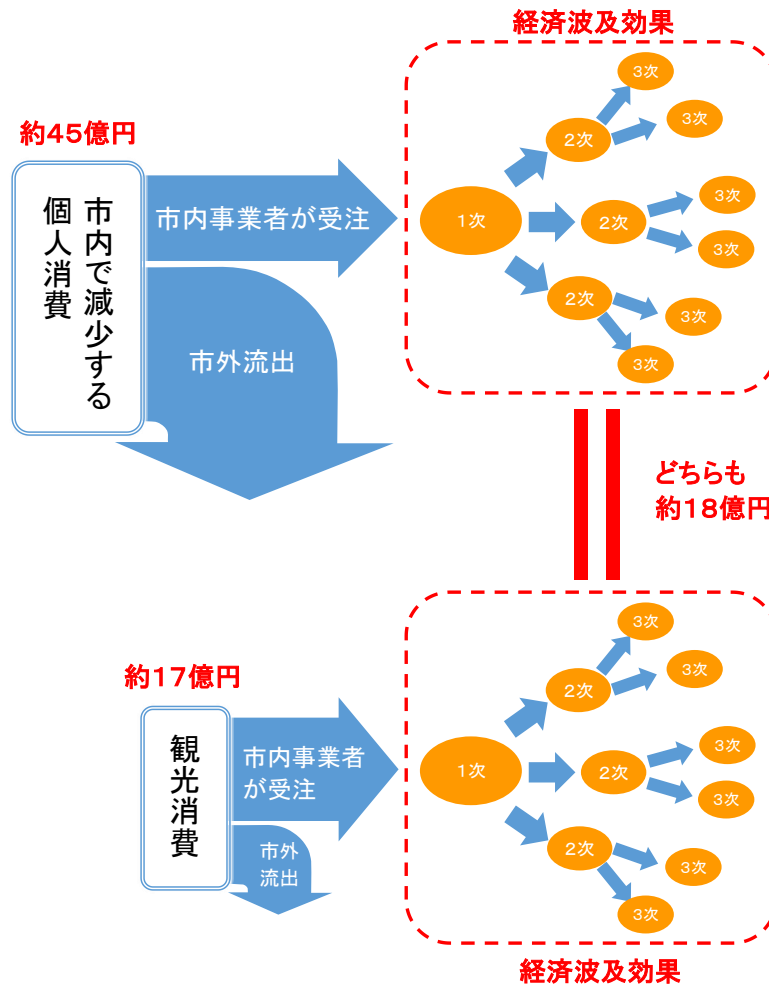 経済波及効果
約45億円
市内で減少する
個人消費
市内事業者が受注
市外流出
1次
2次
2次
2次
3次
3次
3次
3次
3次
3次
どちらも
約18億円
約17億円
観光消費
市内事業者
が受注
市外
流出
1次
2次
2次
2次
3次
3次
3次
3次
3次
3次
経済波及効果